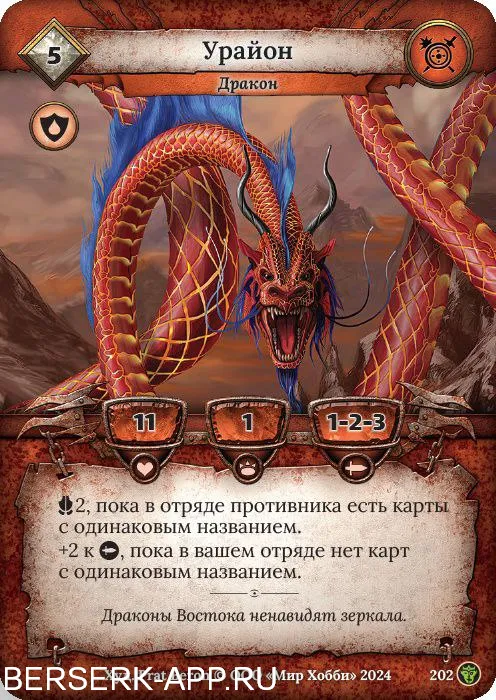 5
Урайон
Дракон
11
1
1-2-3
2, пока в отряде противника есть карты
с одинаковым названием.
+2 к , пока в вашем отряде нет карт
с одинаковым названием.
Драконы Востока ненавидят зеркала.
© ООО «Мир Хобби» 2024
202
BERSERK-APP.RU